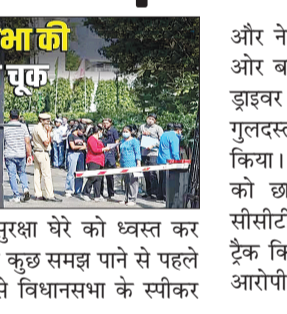 भा की
चूक
सुरक्षा घेरे को ध्वस्त कर
कुछ समझ पाने से पहले
से विधानसभा के स्पीकर
और ने
ओर ब
ड्राइवर
गुलदस्त
किया।
को छ
सीसीटी
ट्रैक कि
आरोपी